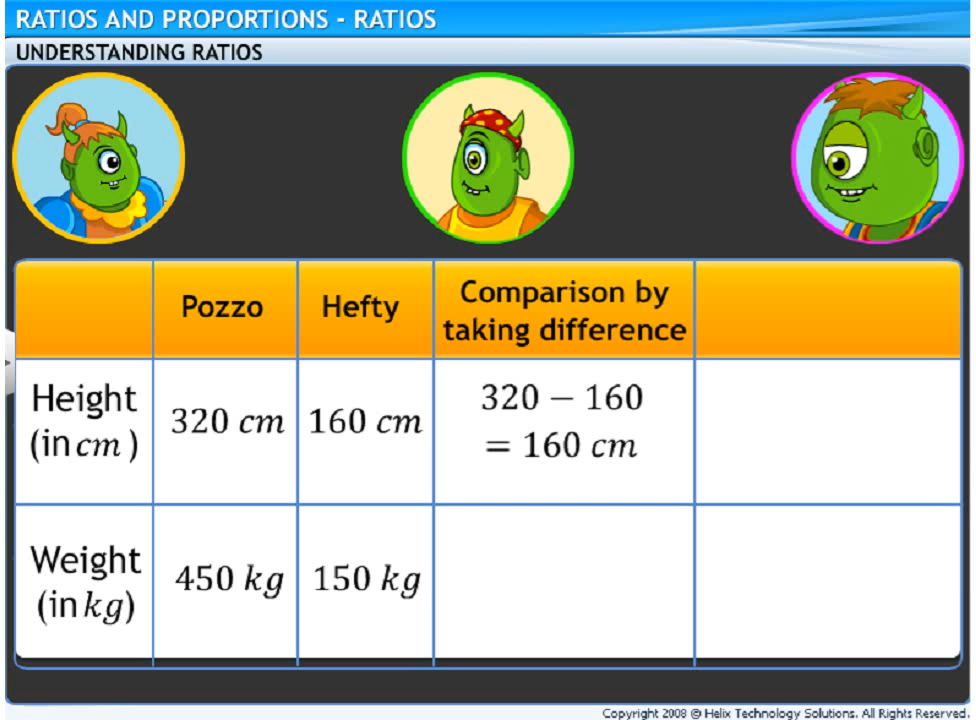 RATIOS AND PROPORTIONS - RATIOS
UNDERSTANDING RATIOS
Pozzo
Hefty
Comparison by
taking difference
Height
(in cm )
320 cm
160 cm
320 − 160
= 160 cm
Weight
(in kg)
450 kg
150 kg
Copyright 2008 © Helix Technology Solutions. All Rights Reserved.